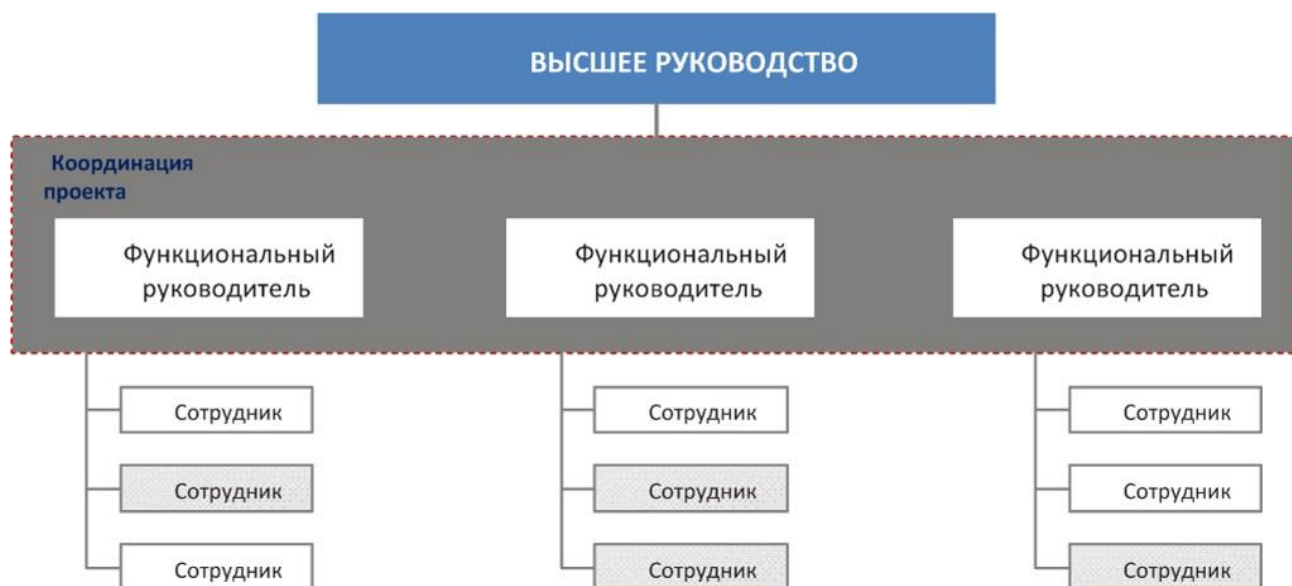 ВЫСШЕЕ РУКОВОДСТВО
Координация
проекта
Функциональный
руководитель
Функциональный
руководитель
Функциональный
руководитель
Сотрудник
Сотрудник
Сотрудник
Сотрудник
Сотрудник
Сотрудник
Сотрудник
Сотрудник
Сотрудник